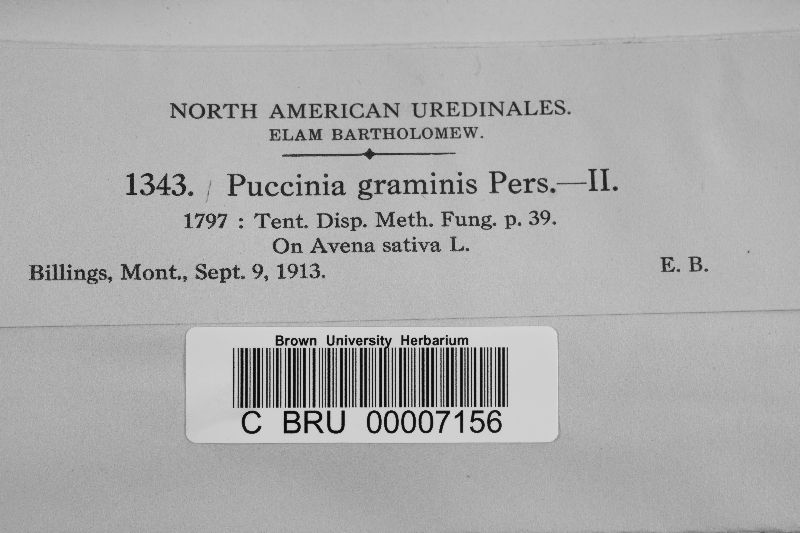 NORTH AMERICAN UREDINALES.
ELAM BARTHOLOMEW.
1343. / Puccinia graminis Pers.—II.
1797 : Tent. Disp. Meth. Fung. p. 39.
On Avena sativa L.
Billings, Mont., Sept. 9, 1913. E. B.
Brown University Herbarium
C BRU 00007156